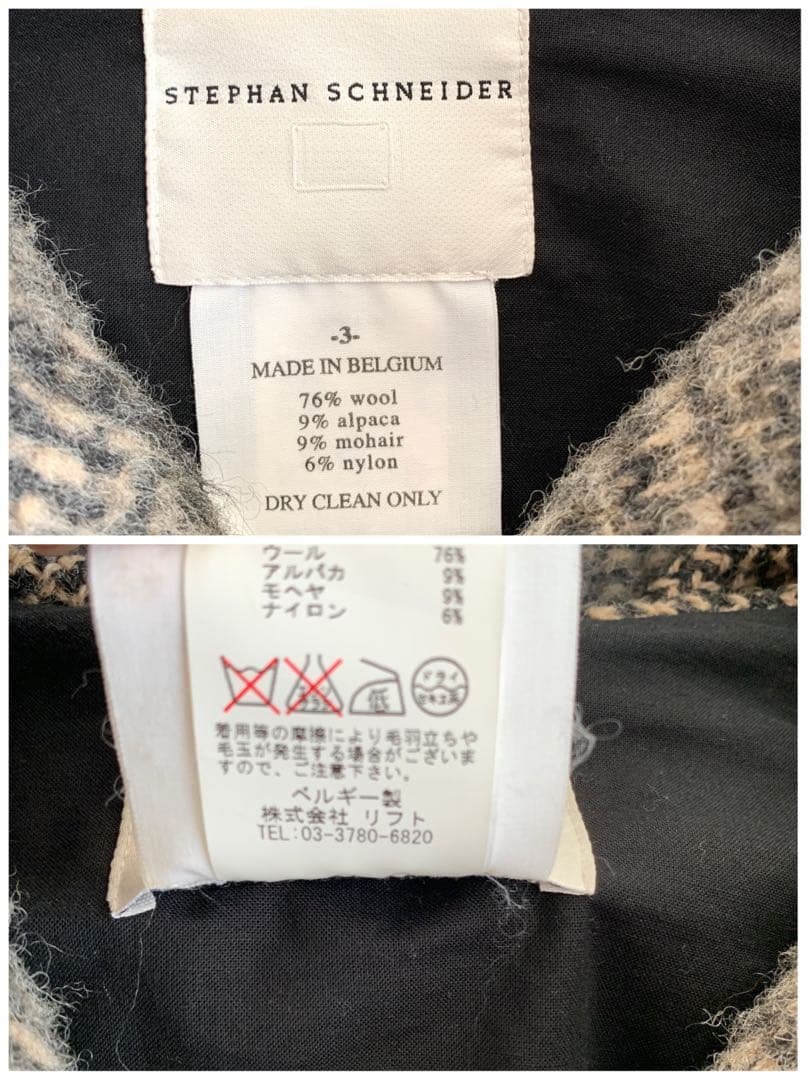 STEPHAN SCHNEIDER
-3-
MADE IN BELGIUM
76% wool
9% alpaca
9% mohair
6% nylon
DRY CLEAN ONLY
ウール 76%
アルパカ 9%
モヘヤ 9%
ナイロン 6%
低
ドライ
セキユ系
着用等の摩擦により毛羽立ちや
毛玉が発生する場合がございま
すので、ご注意下さい。
ベルギー製
株式会社 リフト
TEL:03-3780-6820